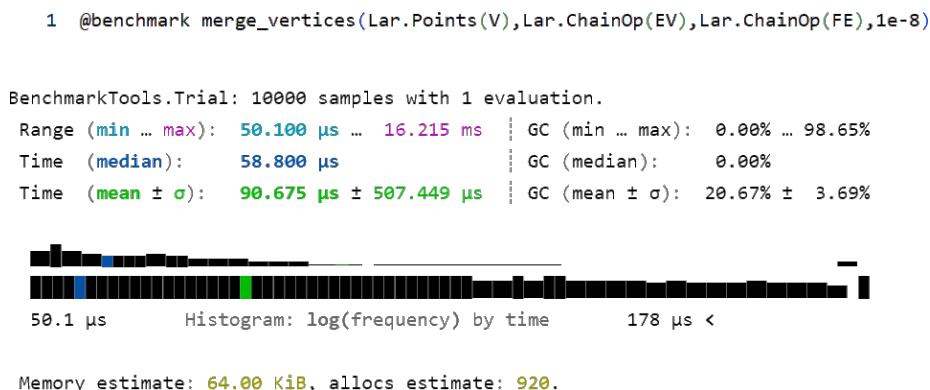 1 @benchmark merge_vertices(Lar.Points(V),Lar.ChainOp(EV),Lar.ChainOp(FE),1e-8)
BenchmarkTools.Trial: 10000 samples with 1 evaluation.
Range (min … max): 50.100 μs … 16.215 ms ┊ GC (min … max): 0.00% … 98.65%
Time (median): 58.800 μs ┊ GC (median): 0.00%
Time (mean ± σ): 90.675 μs ± 507.449 μs ┊ GC (mean ± σ): 20.67% ± 3.69%
50.1 μs Histogram: log(frequency) by time 178 μs <
Memory estimate: 64.00 KiB, allocs estimate: 920.